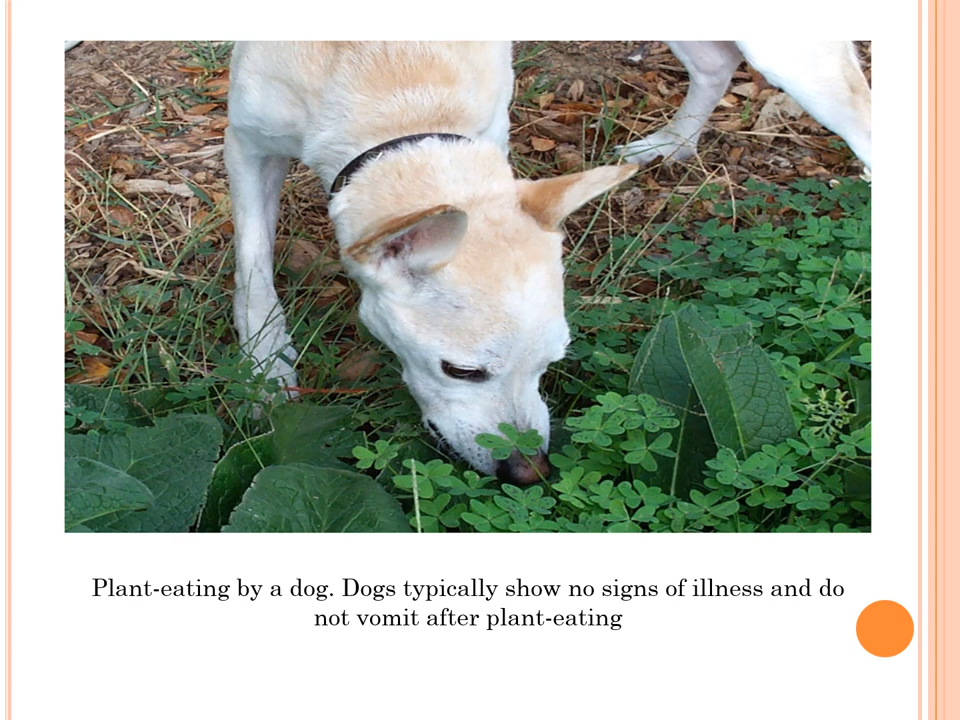 Plant-eating by a dog. Dogs typically show no signs of illness and do
not vomit after plant-eating